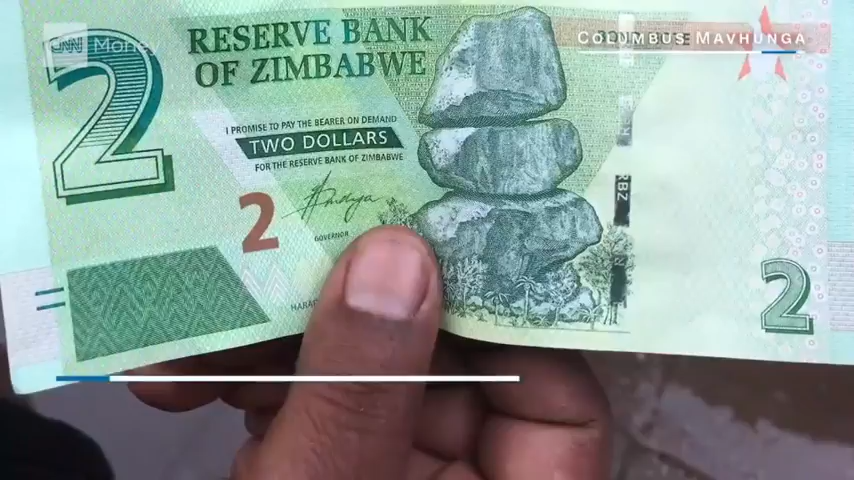 CNN Money
COLUMBUS MAVHUNGA
2
RESERVE BANK
OF ZIMBABWE
I PROMISE TO PAY THE BEARER ON DEMAND
TWO DOLLARS
FOR THE RESERVE BANK OF ZIMBABWE
2
GOVERNOR
RBZ
2